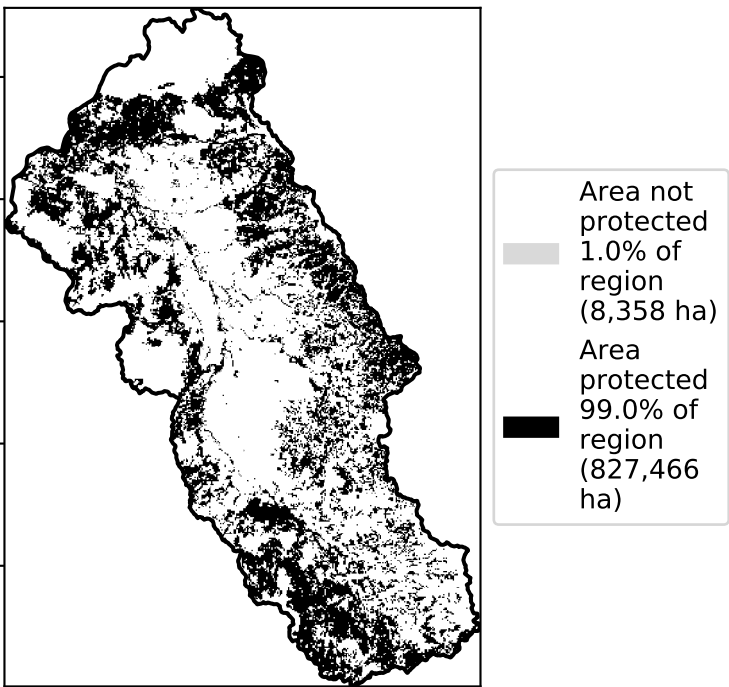 Area not
protected
1.0% of
region
(8,358 ha)
Area
protected
99.0% of
region
(827,466
ha)